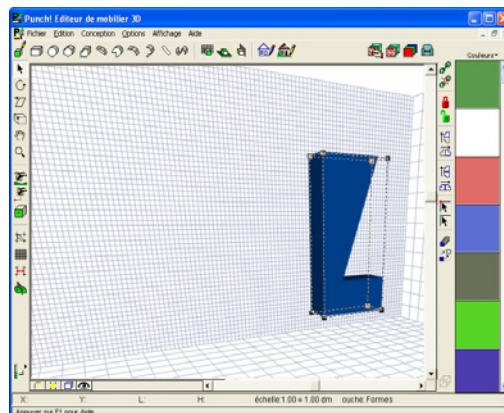 Punch! Editeur de mobilier 3D
Fichier Edition Conception Options Affichage Aide
Couleurs
X: Y: L: H: échelle:1.00 = 1.00 dm ouche: Formes
Appuyer sur F1 pour Aide